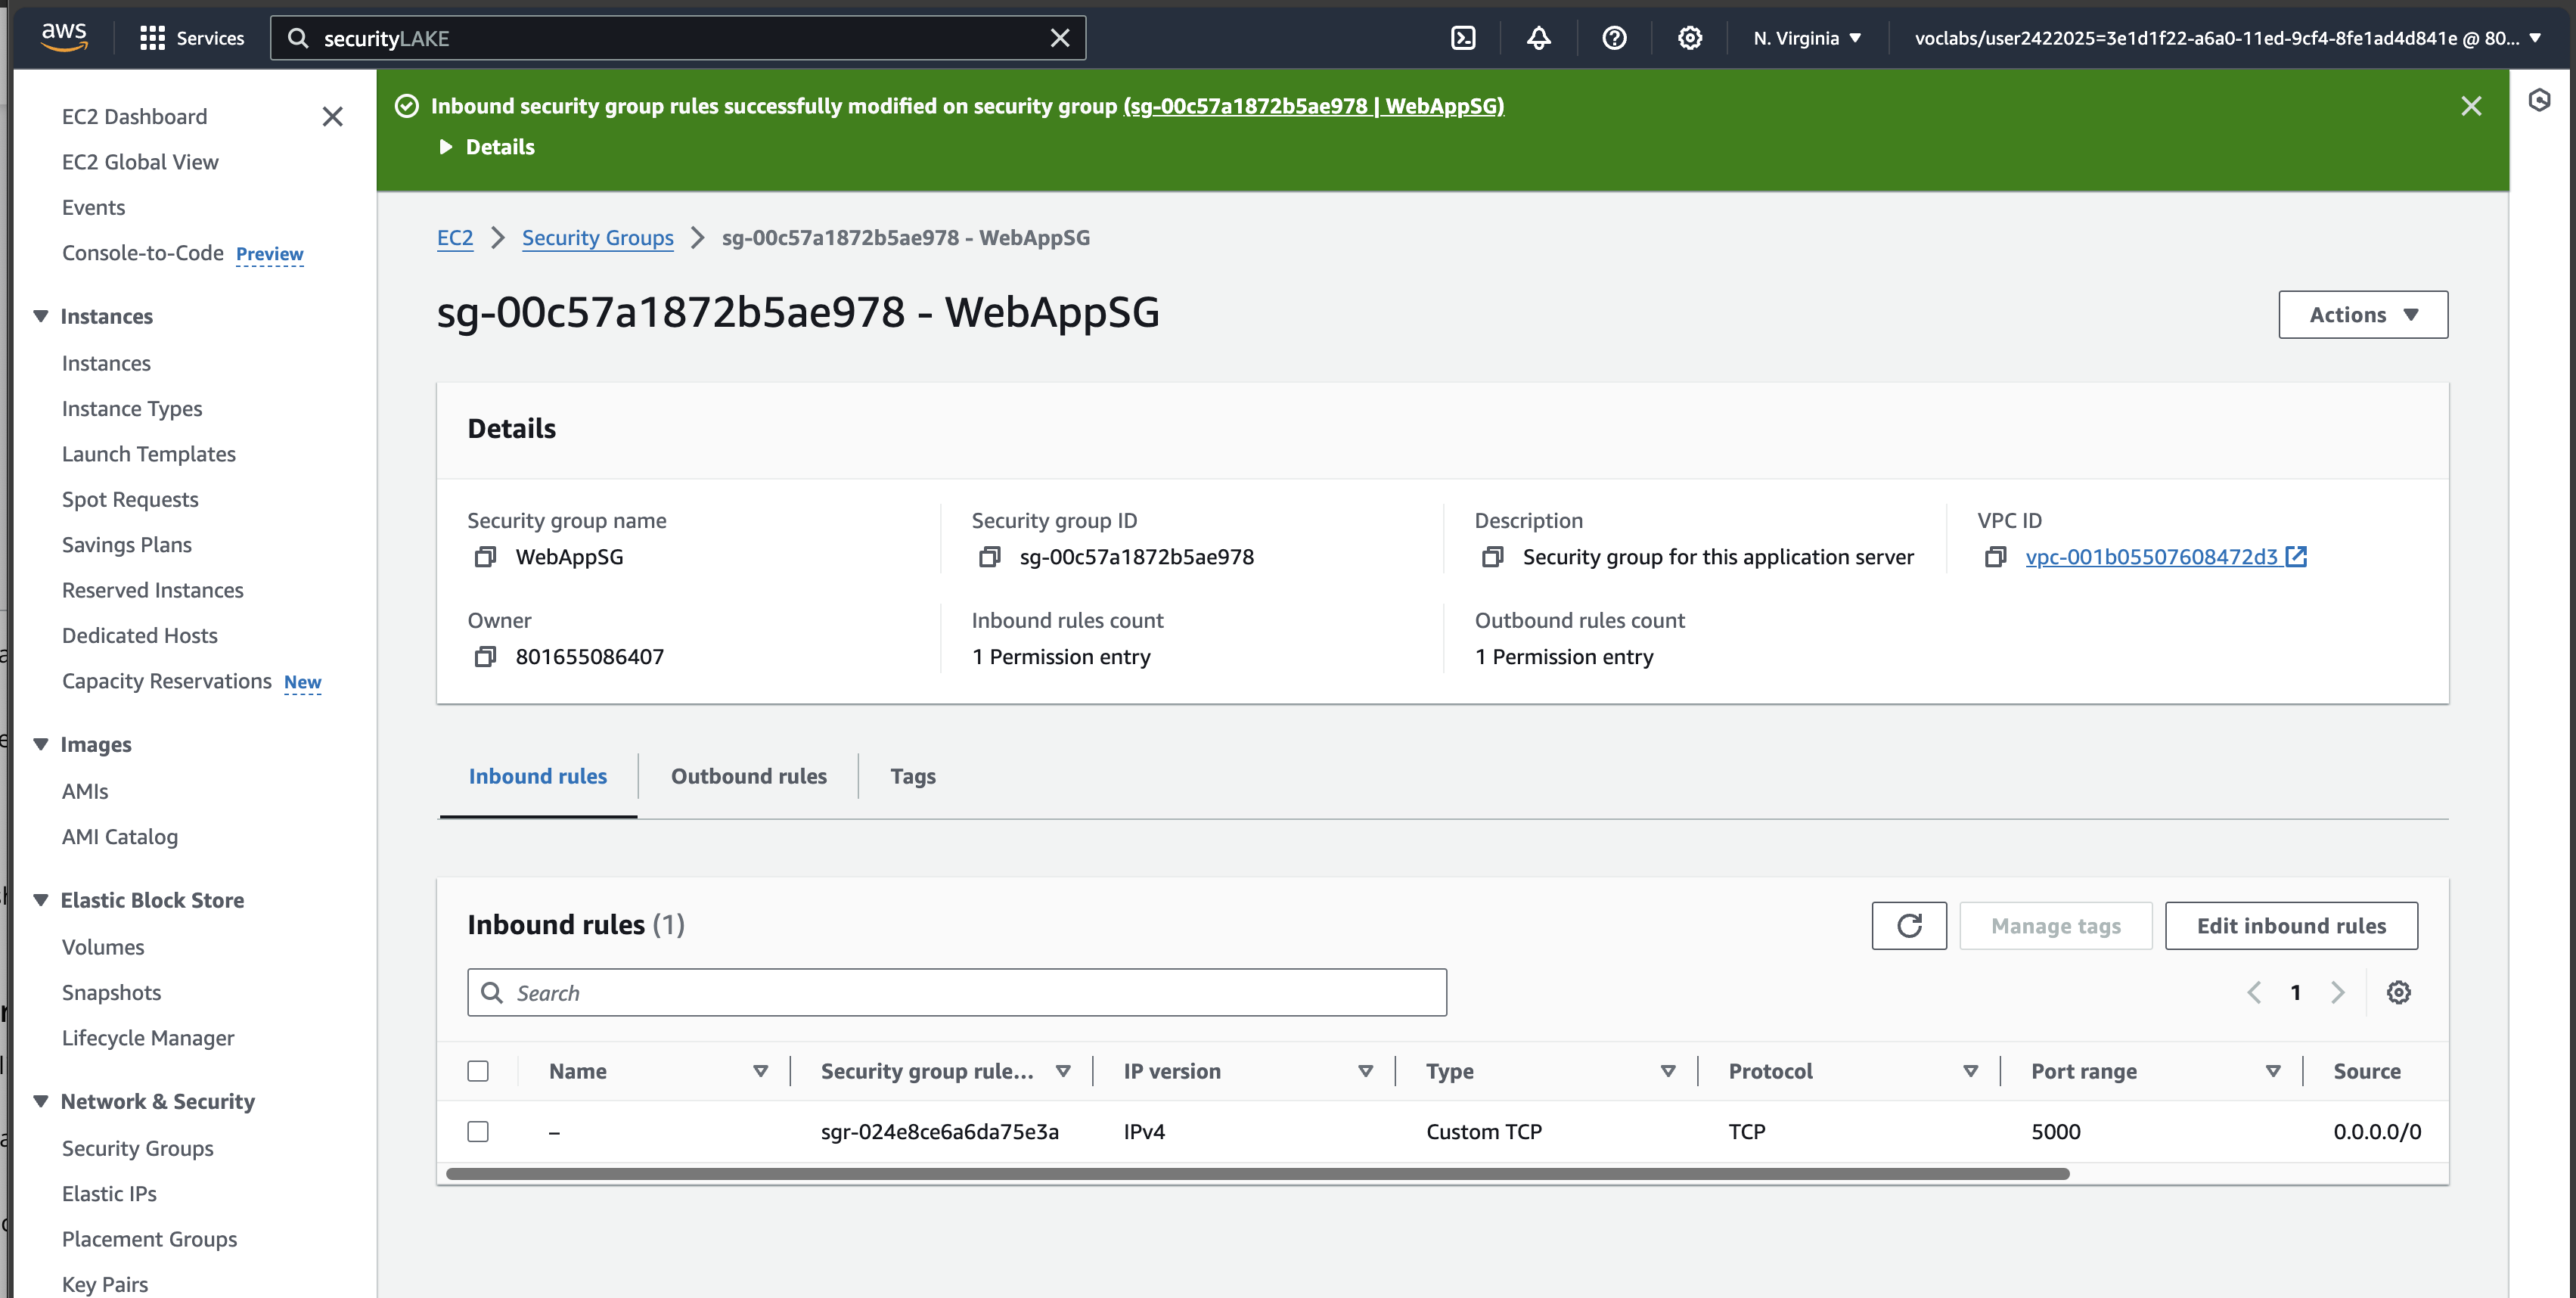 aws
Services
securityLAKE
N. Virginia
voclabs/user2422025=3e1d1f22-a6a0-11ed-9cf4-8fe1ad4d841e @ 80...
EC2 Dashboard
EC2 Global View
Events
Console-to-Code Preview
Instances
Instances
Instance Types
Launch Templates
Spot Requests
Savings Plans
Reserved Instances
Dedicated Hosts
Capacity Reservations New
Images
AMIs
AMI Catalog
Elastic Block Store
Volumes
Snapshots
Lifecycle Manager
Network & Security
Security Groups
Elastic IPs
Placement Groups
Key Pairs
Inbound security group rules successfully modified on security group (sg-00c57a1872b5ae978 | WebAppSG)
Details
EC2 > Security Groups > sg-00c57a1872b5ae978 - WebAppSG
sg-00c57a1872b5ae978 - WebAppSG
Actions
Details
Security group name
WebAppSG
Security group ID
sg-00c57a1872b5ae978
Description
Security group for this application server
VPC ID
vpc-001b05507608472d3
Owner
801655086407
Inbound rules count
1 Permission entry
Outbound rules count
1 Permission entry
Inbound rules
Outbound rules
Tags
Inbound rules (1)
Manage tags
Edit inbound rules
Search
1
Name Security group rule... IP version Type Protocol Port range Source
– sgr-024e8ce6a6da75e3a IPv4 Custom TCP TCP 5000 0.0.0.0/0